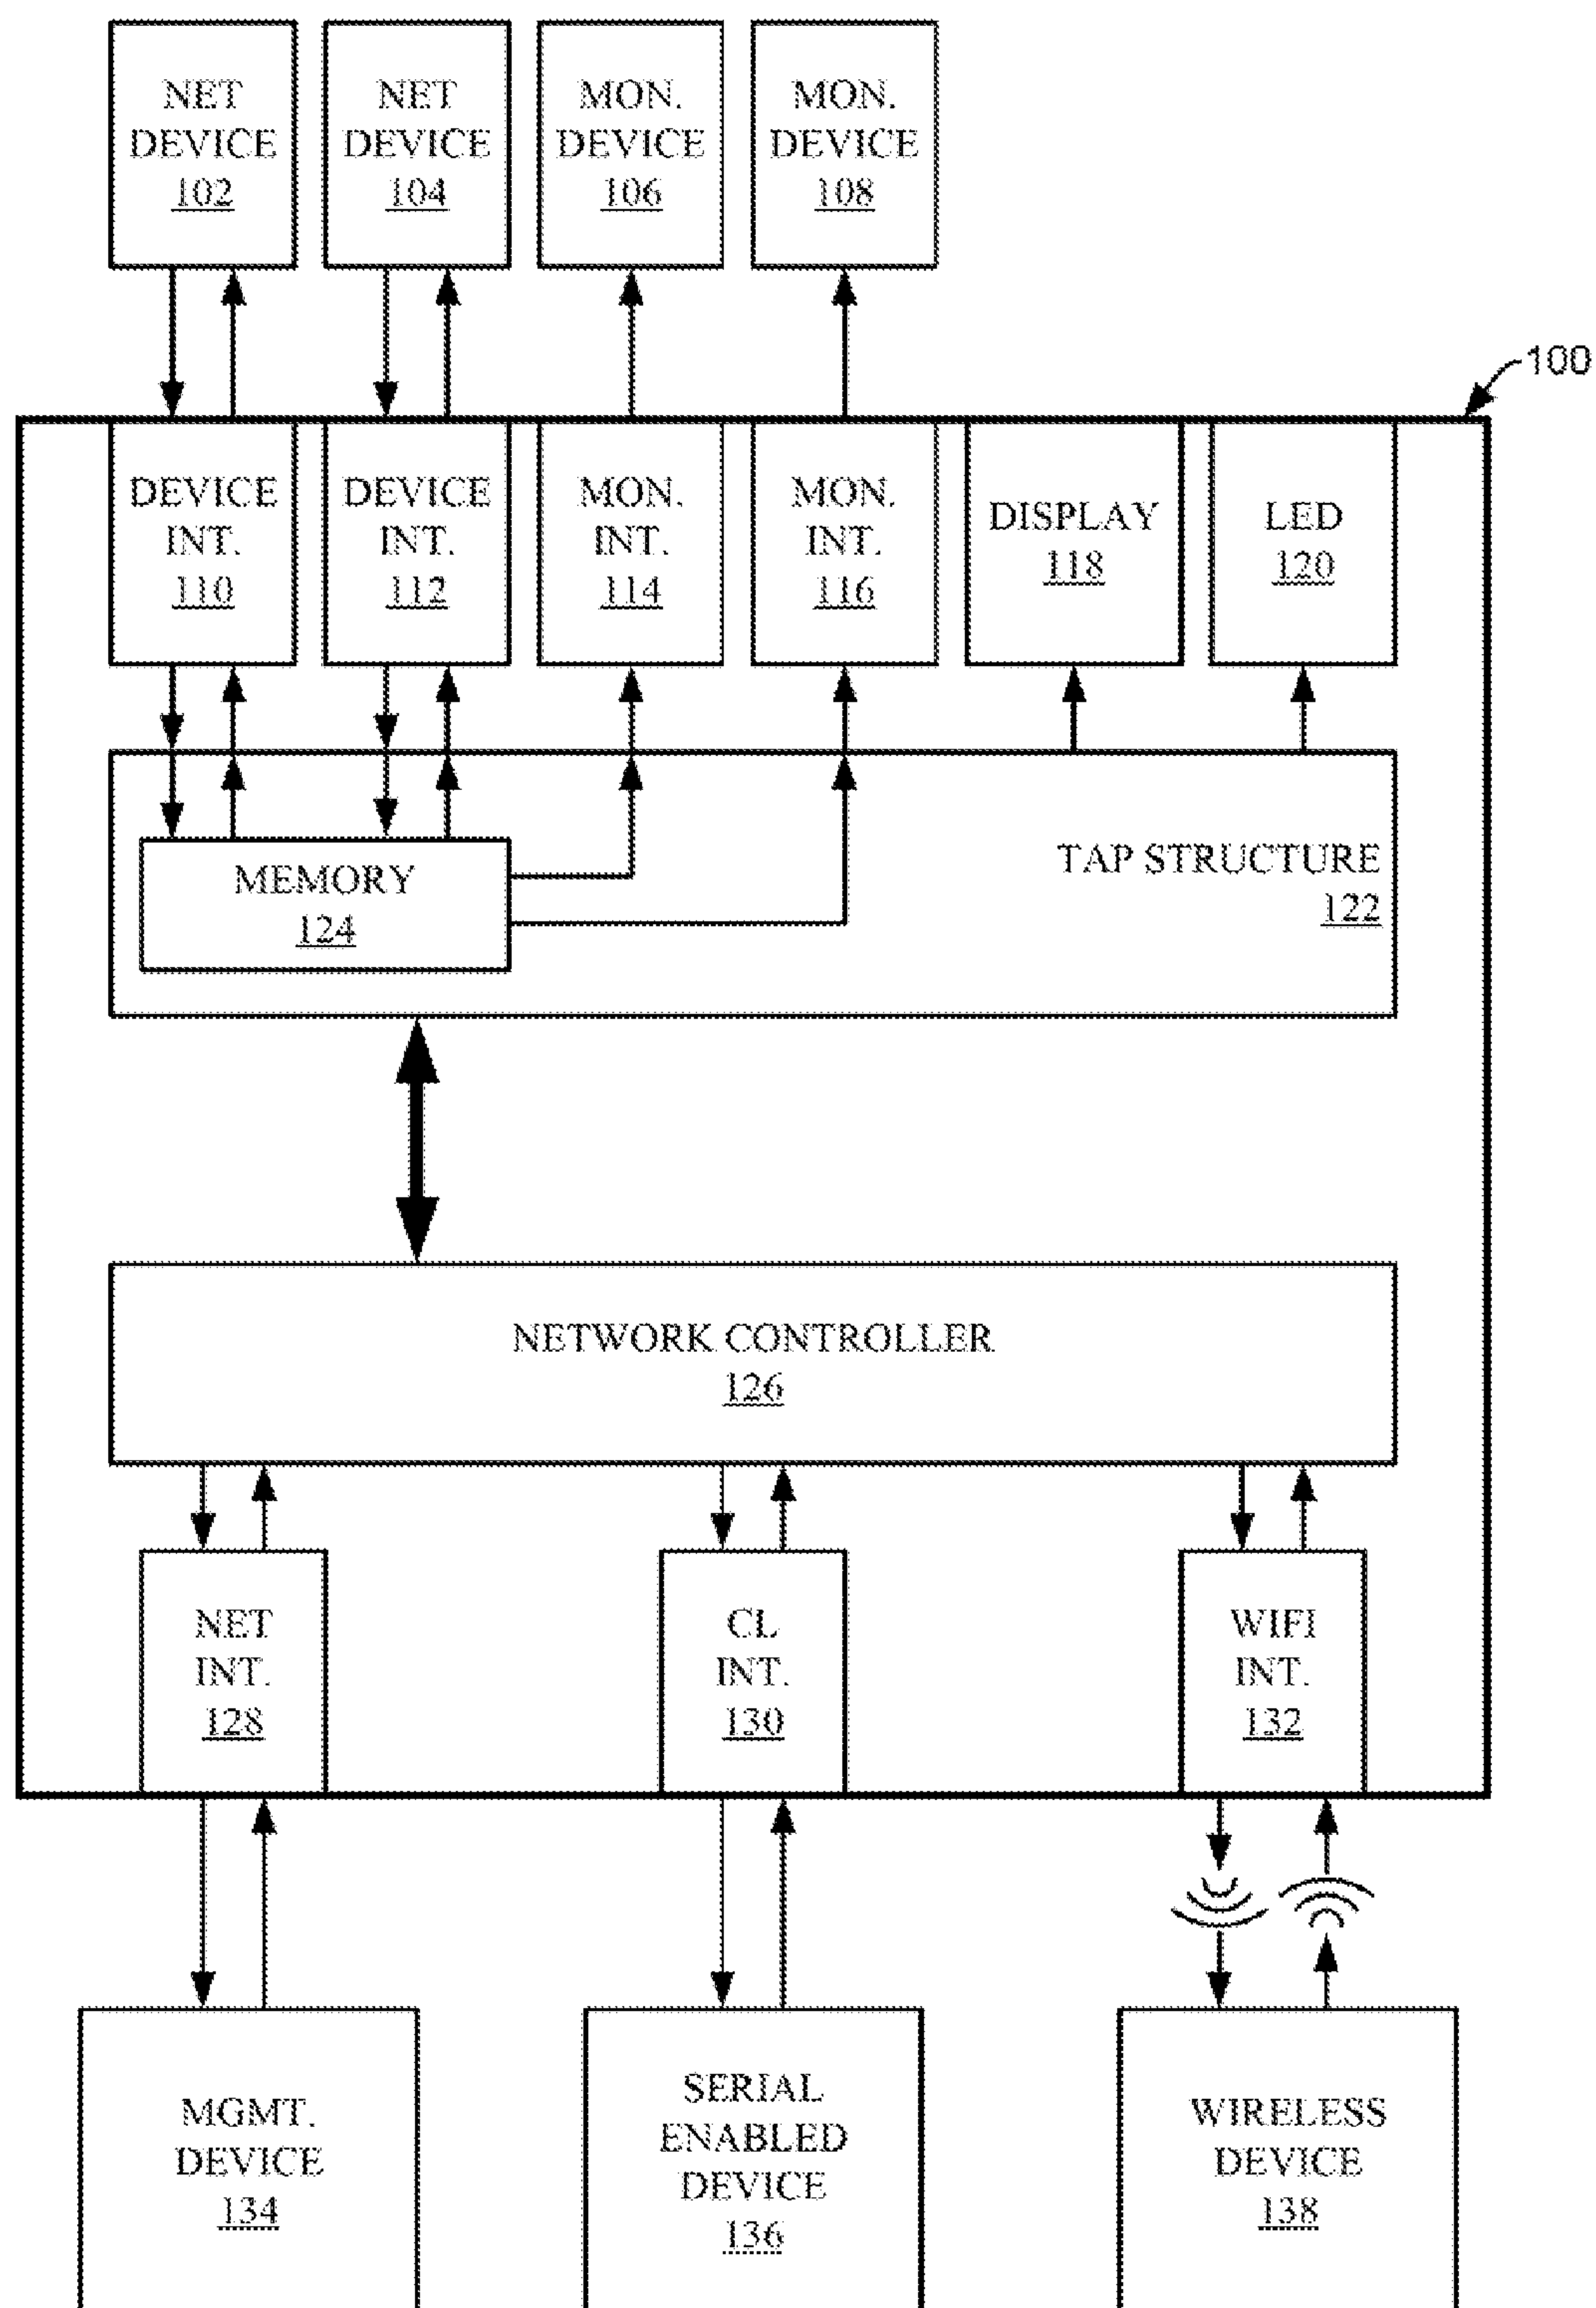 NET
DEVICE
102
NET
DEVICE
104
MON.
DEVICE
106
MON.
DEVICE
108
100
DEVICE
INT.
110
DEVICE
INT.
112
MON.
INT.
114
MON.
INT.
116
DISPLAY
118
LED
120
TAP STRUCTURE
122
MEMORY
124
NETWORK CONTROLLER
126
NET
INT.
128
CL
INT.
130
WIFI
INT.
132
MGMT.
DEVICE
134
SERIAL
ENABLED
DEVICE
136
WIRELESS
DEVICE
138